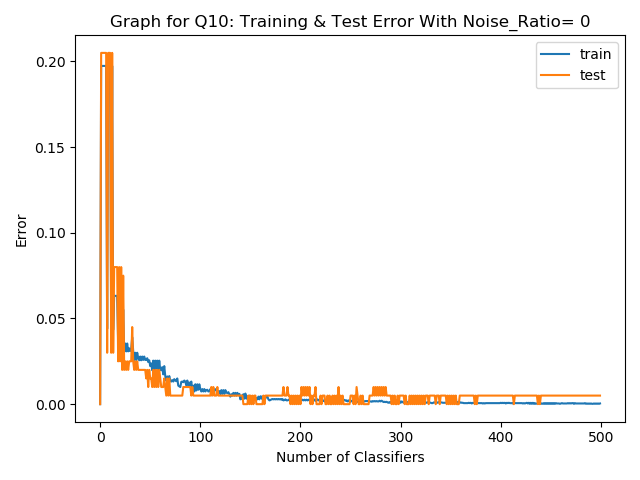 Graph for Q10: Training & Test Error With Noise_Ratio= 0
train
test
0.20
0.15
0.10
0.05
0.00
Error
0
100
200
300
400
500
Number of Classifiers